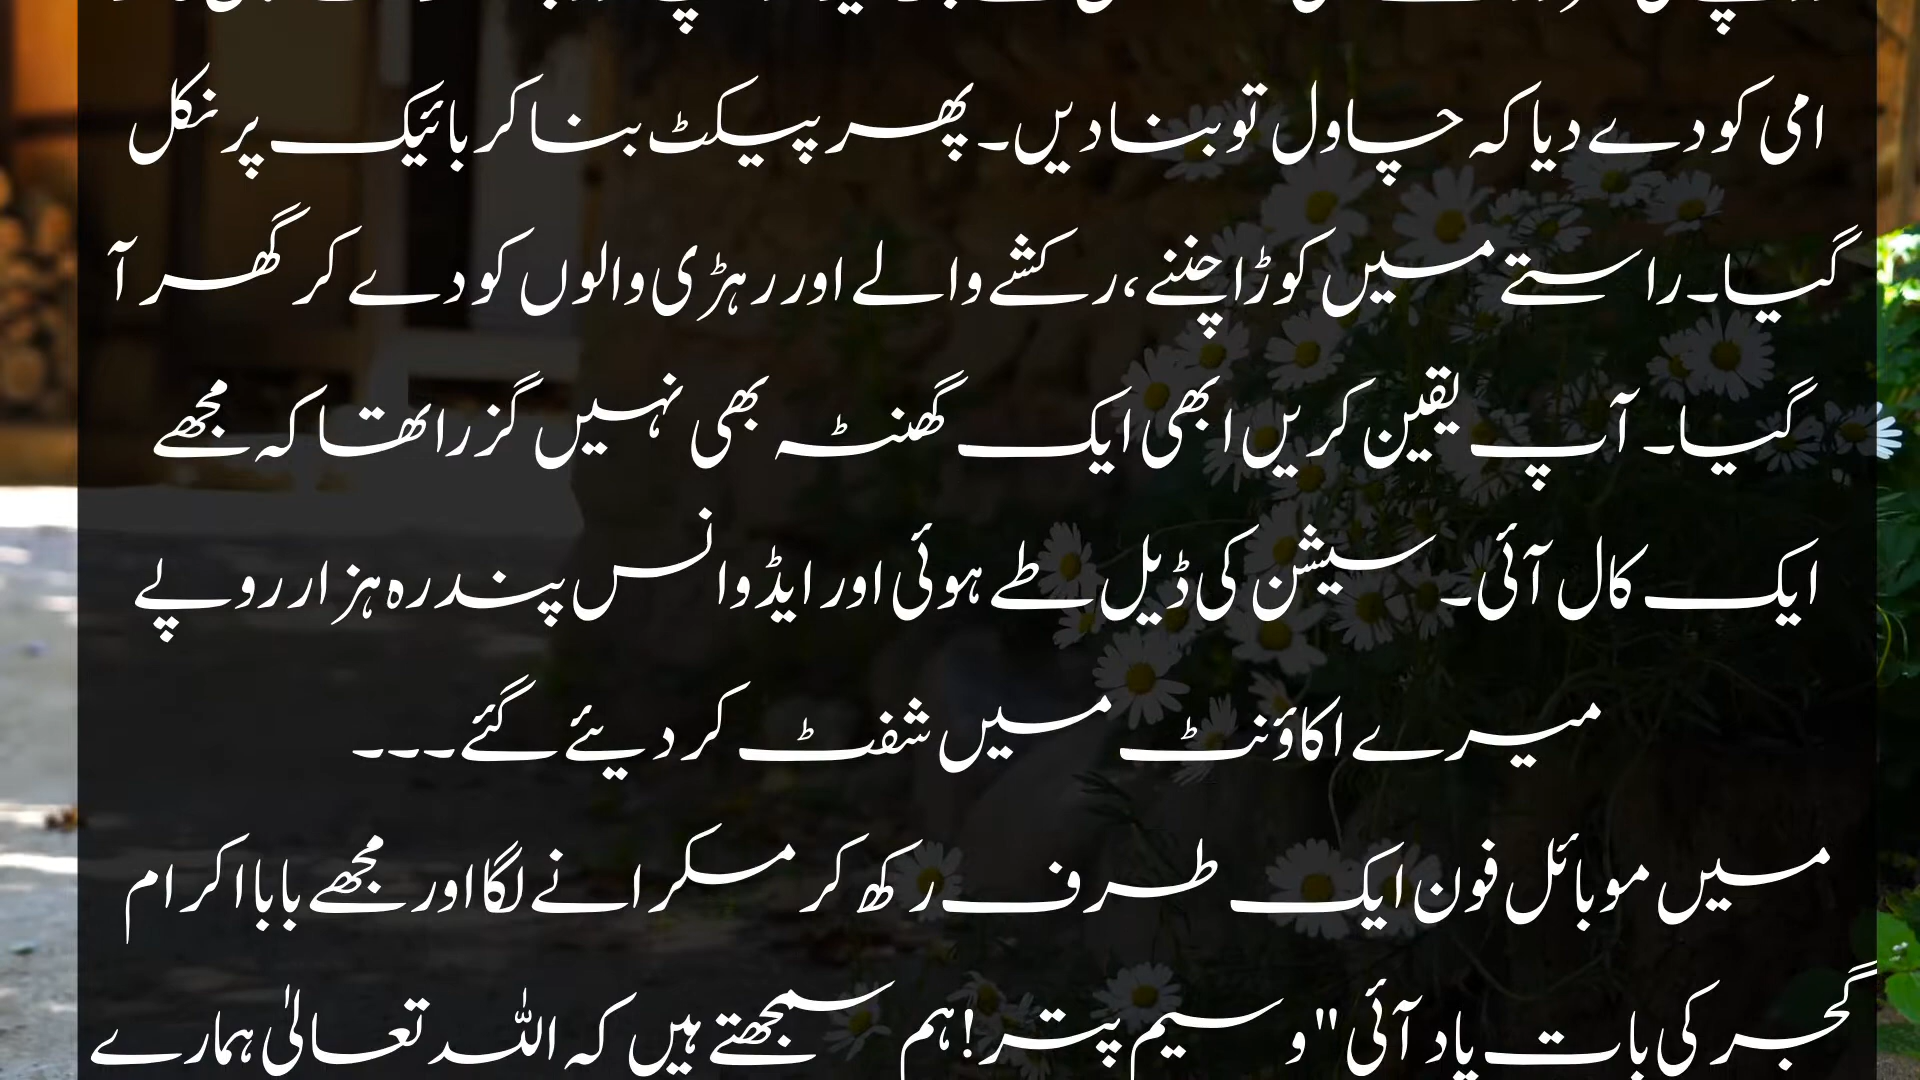 امی کو دے دیا کہ چاول تو بنا دیں۔ پھر پیکٹ بنا کر بائیک پر نکل
گیا۔ راستے میں کوڑا چننے، رکشے والے اور رہڑی والوں کو دے کر گھر آ
گیا۔ آپ یقین کریں ابھی ایک گھنٹہ بھی نہیں گزرا تھا کہ مجھے
ایک کال آئی۔ سیشن کی ڈیل طے ہوئی اور ایڈوانس پندرہ ہزار روپے
میرے اکاؤنٹ میں شفٹ کر دیئے گئے۔۔۔
میں موبائل فون ایک طرف رکھ کر مسکرانے لگا اور مجھے بابا اکرام
گجر کی بات یاد آئی "وسیم پتر! ہم سمجھتے ہیں کہ اللہ تعالیٰ ہمارے